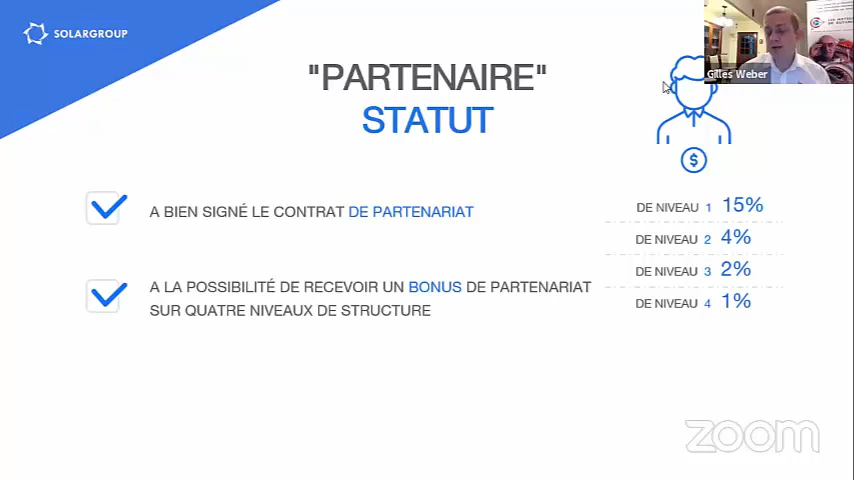 SOLARGROUP
"PARTENAIRE"
STATUT
Gilles Weber
$
A BIEN SIGNÉ LE CONTRAT DE PARTENARIAT
A LA POSSIBILITÉ DE RECEVOIR UN BONUS DE PARTENARIAT
SUR QUATRE NIVEAUX DE STRUCTURE
DE NIVEAU 1 15%
DE NIVEAU 2 4%
DE NIVEAU 3 2%
DE NIVEAU 4 1%
zoom